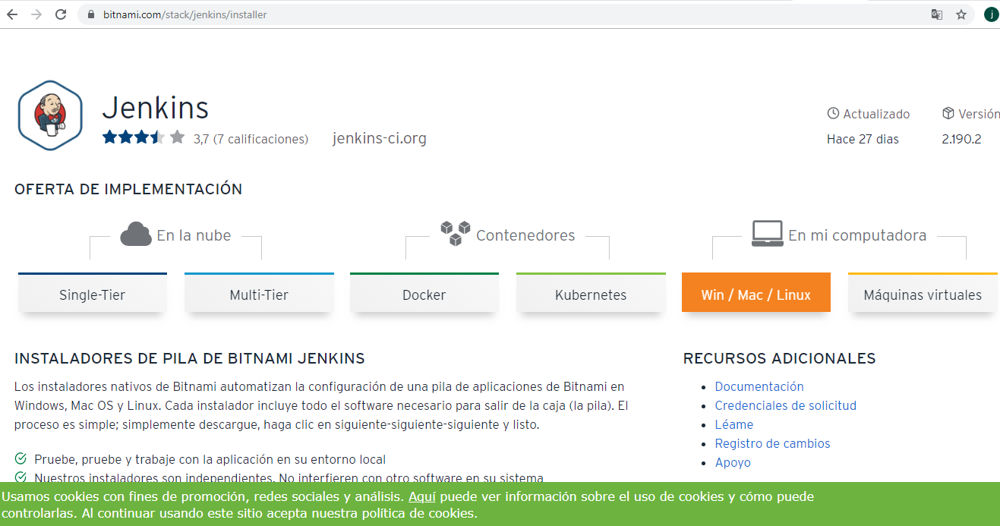 bitnami.com/stack/jenkins/installer
j
Jenkins
3,7 (7 calificaciones) jenkins-ci.org
Actualizado
Hace 27 dias
Versión
2.190.2
OFERTA DE IMPLEMENTACIÓN
En la nube
Contenedores
En mi computadora
Single-Tier
Multi-Tier
Docker
Kubernetes
Win / Mac / Linux
Máquinas virtuales
INSTALADORES DE PILA DE BITNAMI JENKINS
Los instaladores nativos de Bitnami automatizan la configuración de una pila de aplicaciones de Bitnami en
Windows, Mac OS y Linux. Cada instalador incluye todo el software necesario para salir de la caja (la pila). El
proceso es simple; simplemente descargue, haga clic en siguiente-siguiente-siguiente y listo.
Pruebe, pruebe y trabaje con la aplicación en su entorno local
Nuestros instaladores son independientes. No interfieren con otro software en su sistema
RECURSOS ADICIONALES
Documentación
Credenciales de solicitud
Léame
Registro de cambios
Apoyo
Usamos cookies con fines de promoción, redes sociales y análisis. Aquí puede ver información sobre el uso de cookies y cómo puede
controlarlas. Al continuar usando este sitio acepta nuestra política de cookies.